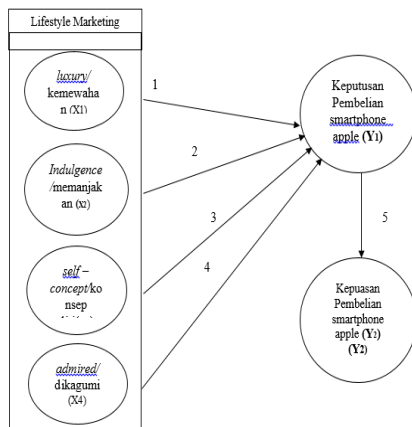 Lifestyle Marketing
luxury/
kemewaha
n (X1)
1
Keputusan
Pembelian
smartphone
apple (Y1)
2
Indulgence
/memanjak
an (x2)
3
4
self –
concept/ko
nsep
5
Kepuasan
Pembelian
smartphone
apple (Y2)
(Y2)
admired/
dikagumi
(X4)